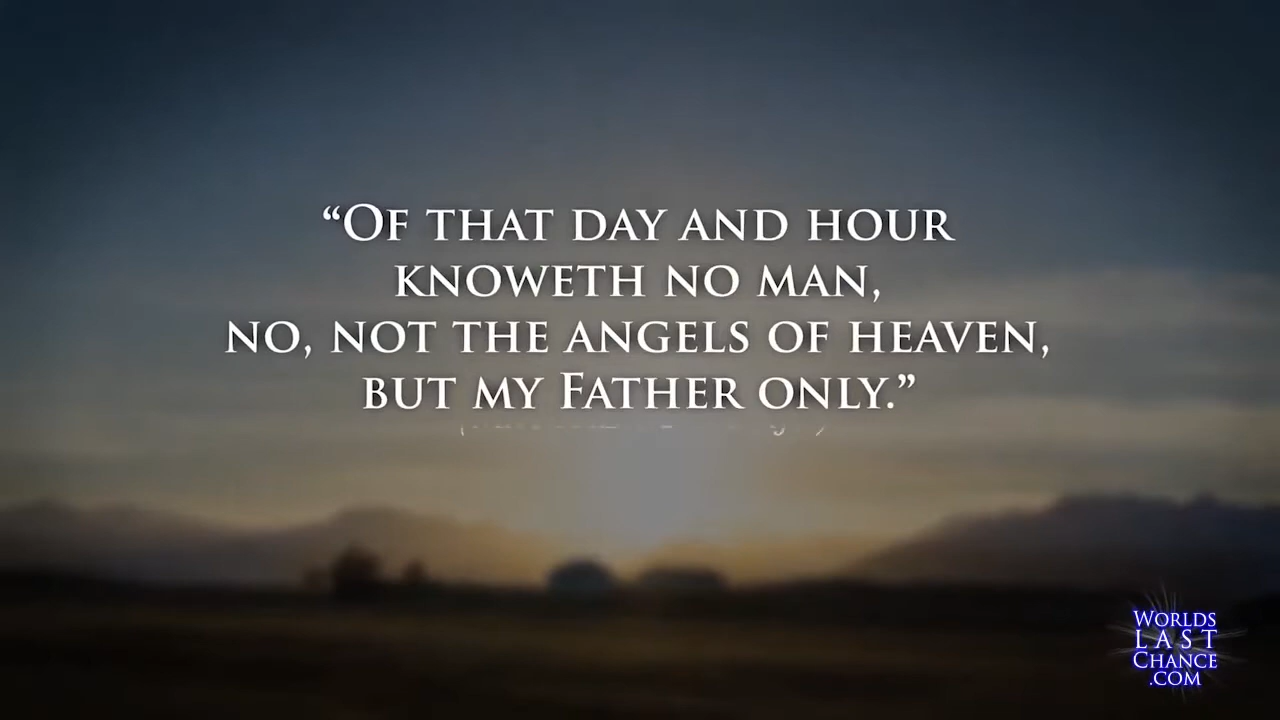 “Of that day and hour
knoweth no man,
no, not the angels of heaven,
but my Father only.”
Worlds
Last
Chance
.com